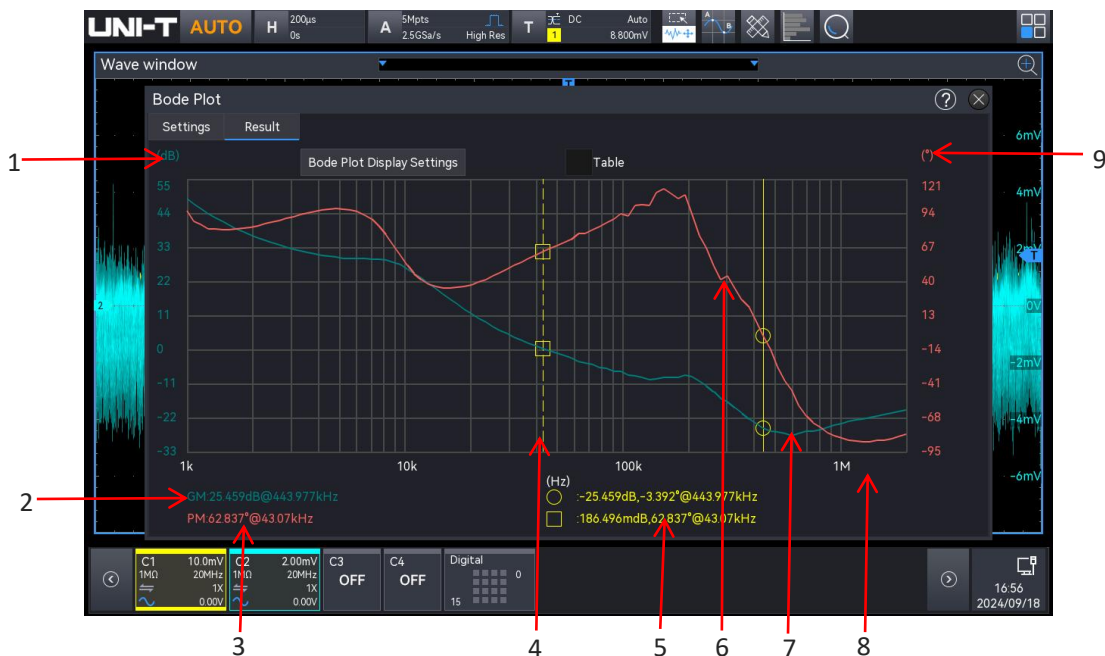 UNI-T AUTO H 200μs 0s A 5Mpts 2.5GSa/s High Res T 1 DC Auto 8.800mV A B
Wave window
T
Bode Plot ?
Settings Result
6mV
1 (dB) Bode Plot Display Settings Table (°) 9
55 121 4mV
44 94
33 67 2mV
T
22 40
2 0V
11 13
0 -14
-2mV
-11 -41
-22 -68 -4mV
-33 -95
1k 10k 100k 1M
-6mV
(Hz)
2 GM:25.459dB@443.977kHz :-25.459dB,-3.392°@443.977kHz
PM:62.837°@43.07kHz :186.496mdB,62.837°@43.07kHz
C1 10.0mV C2 2.00mV C3 C4 Digital
1MΩ 20MHz 1MΩ 20MHz OFF OFF 0
1X 1X
0.00V 0.00V 15
16:56
2024/09/18
3 4 5 6 7 8